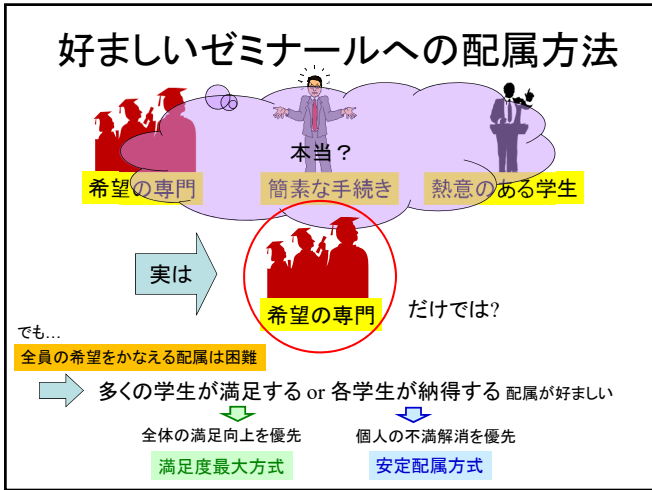 好ましいゼミナールへの配属方法
本当？
希望の専門
簡素な手続き
熱意のある学生
実は
希望の専門
だけでは?
でも…
全員の希望をかなえる配属は困難
多くの学生が満足する or 各学生が納得する 配属が好ましい
全体の満足向上を優先
個人の不満解消を優先
満足度最大方式
安定配属方式